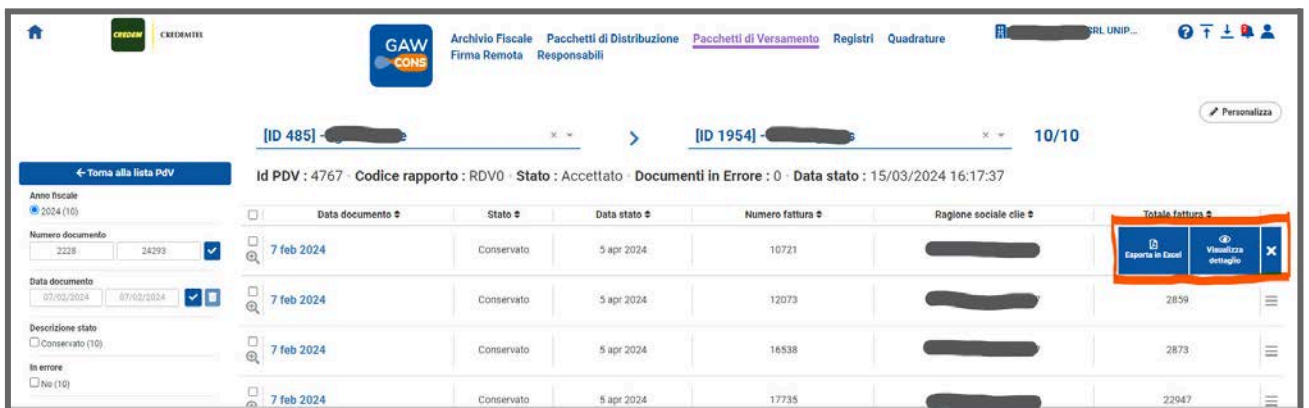 CREDEM CREDEMTEL
GAW CONS
Archivio Fiscale Pacchetti di Distribuzione Pacchetti di Versamento Registri Quadrature
Firma Remota Responsabili
SRL UNIP...
Personalizza
[ID 485] - [ID 1954] - 10/10
← Torna alla lista PdV
Id PDV : 4767 · Codice rapporto : RDV0 · Stato : Accettato · Documenti in Errore : 0 · Data stato : 15/03/2024 16:17:37
Anno fiscale
2024 (10)
Numero documento
2228 24293
Data documento
07/02/2024 07/02/2024
Descrizione stato
Conservato (10)
In errore
No (10)
Data documento Stato Data stato Numero fattura Ragione sociale clie Totale fattura
7 feb 2024 Conservato 5 apr 2024 10721 Esporta in Excel Visualizza dettaglio
7 feb 2024 Conservato 5 apr 2024 12073 2859
7 feb 2024 Conservato 5 apr 2024 16538 2873
7 feb 2024 Conservato 5 apr 2024 17735 22947